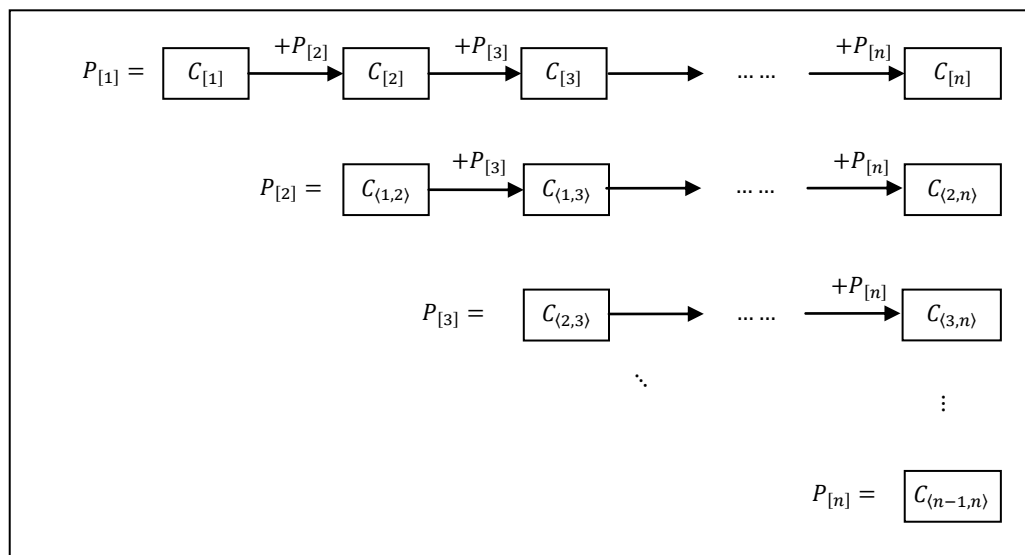 +P[2] +P[3] +P[n]
P[1] = C[1] C[2] C[3] … … C[n]
+P[3] +P[n]
P[2] = C⟨1,2⟩ C⟨1,3⟩ … … C⟨2,n⟩
+P[n]
P[3] = C⟨2,3⟩ … … C⟨3,n⟩
⋱
⋮
P[n] = C⟨n−1,n⟩